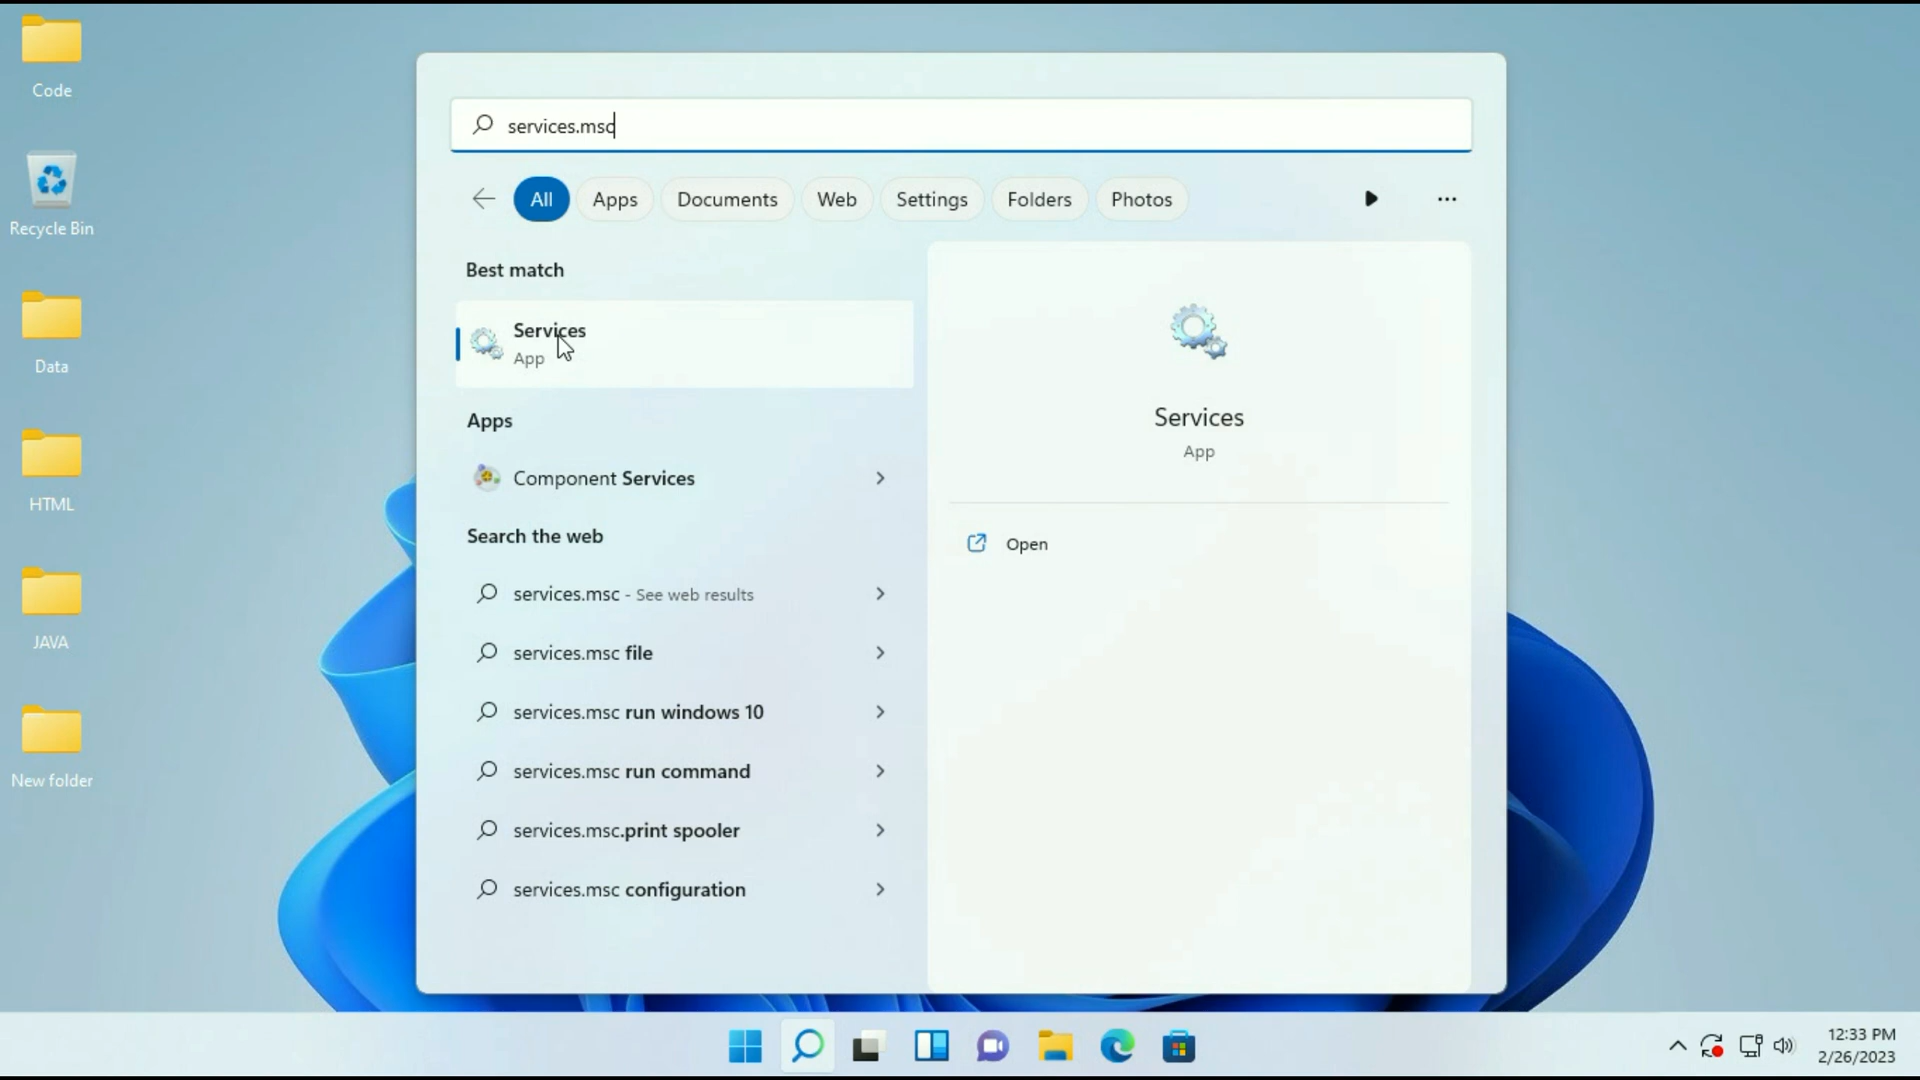 Code
Recycle Bin
Data
HTML
JAVA
New folder
services.msc
All Apps Documents Web Settings Folders Photos
Best match
Services
App
Apps
Component Services
Search the web
services.msc - See web results
services.msc file
services.msc run windows 10
services.msc run command
services.msc.print spooler
services.msc configuration
Services
App
Open
12:33 PM
2/26/2023